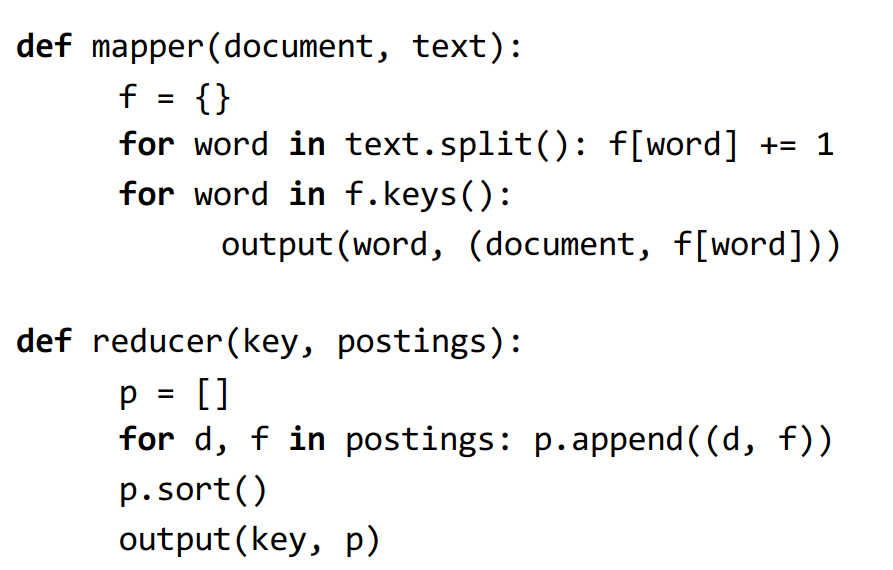 def mapper(document, text):
f = {}
for word in text.split(): f[word] += 1
for word in f.keys():
output(word, (document, f[word]))
def reducer(key, postings):
p = []
for d, f in postings: p.append((d, f))
p.sort()
output(key, p)